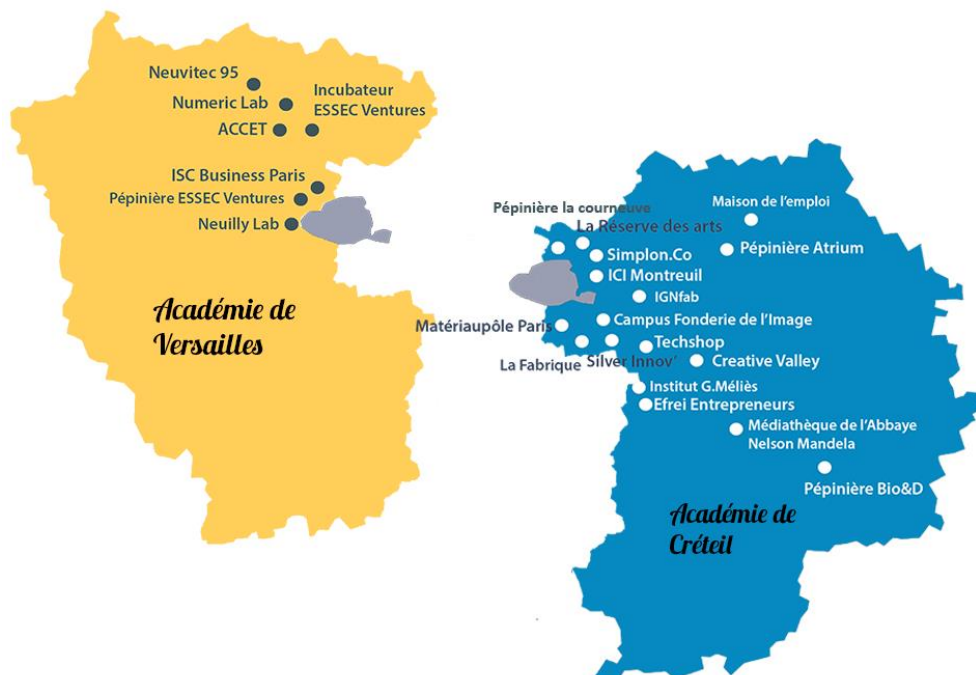 Neuvitec 95
Numeric Lab
Incubateur
ESSEC Ventures
ACCET
ISC Business Paris
Pépinière ESSEC Ventures
Neuilly Lab
Académie de
Versailles
Maison de l'emploi
Pépinière la courneuve
La Réserve des arts
Pépinière Atrium
Simplon.Co
ICI Montreuil
IGNfab
Matériaupôle Paris
Campus Fonderie de l'Image
Techshop
La Fabrique
Silver Innov'
Creative Valley
Institut G.Méliès
Efrei Entrepreneurs
Médiathèque de l'Abbaye
Nelson Mandela
Pépinière Bio&D
Académie de
Créteil